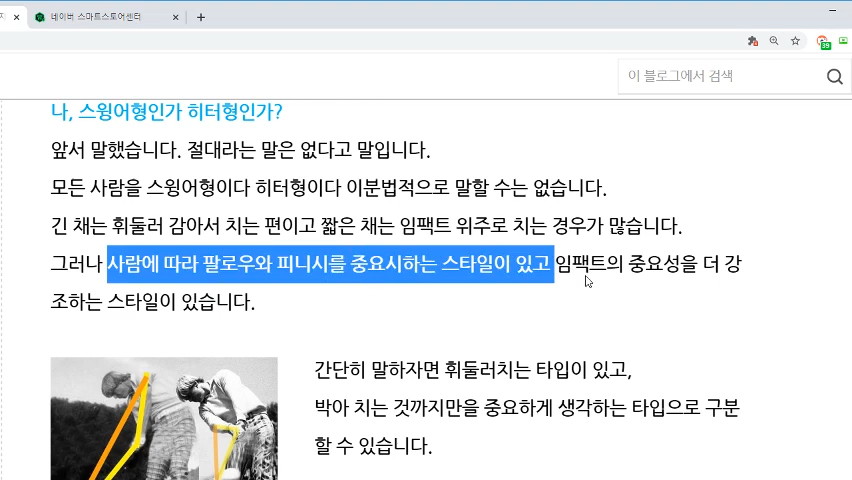 네이버 스마트스토어센터
39
이 블로그에서 검색
나, 스윙어형인가 히터형인가?
앞서 말했습니다. 절대라는 말은 없다고 말입니다.
모든 사람을 스윙어형이다 히터형이다 이분법적으로 말할 수는 없습니다.
긴 채는 휘둘러 감아서 치는 편이고 짧은 채는 임팩트 위주로 치는 경우가 많습니다.
그러나 사람에 따라 팔로우와 피니시를 중요시하는 스타일이 있고 임팩트의 중요성을 더 강
조하는 스타일이 있습니다.
간단히 말하자면 휘둘러치는 타입이 있고,
박아 치는 것까지만을 중요하게 생각하는 타입으로 구분
할 수 있습니다.